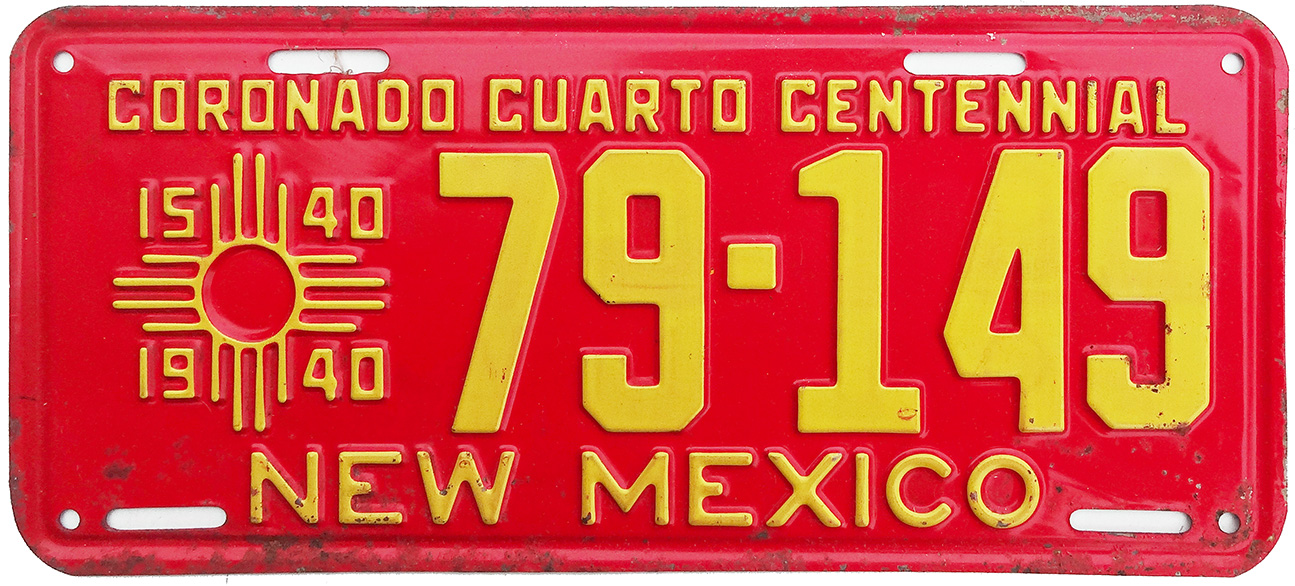 CORONADO CUARTO CENTENNIAL
15 40
79-149
19 40
NEW MEXICO